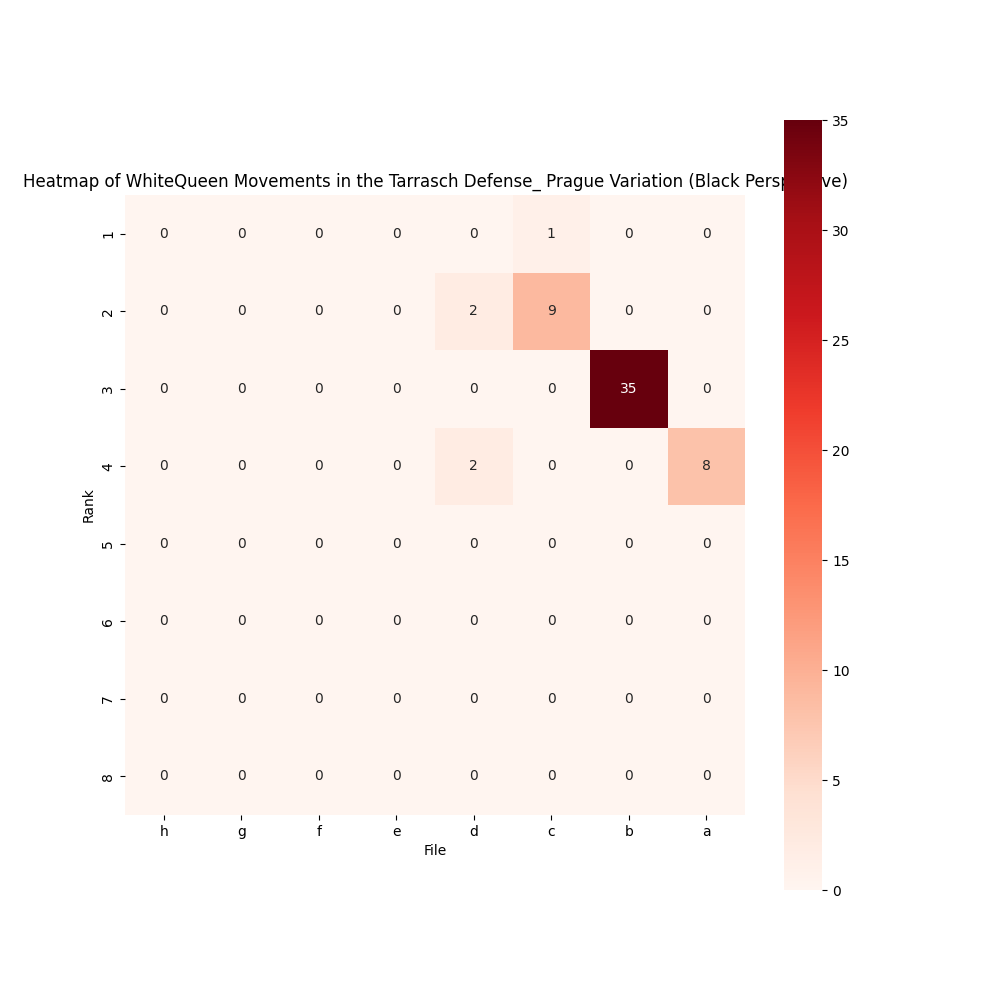 Heatmap of WhiteQueen Movements in the Tarrasch Defense_ Prague Variation (Black Perspective)
35
30
25
20
15
10
5
0
Rank
1 0 0 0 0 0 1 0 0
2 0 0 0 0 2 9 0 0
3 0 0 0 0 0 0 35 0
4 0 0 0 0 2 0 0 8
5 0 0 0 0 0 0 0 0
6 0 0 0 0 0 0 0 0
7 0 0 0 0 0 0 0 0
8 0 0 0 0 0 0 0 0
h g f e d c b a
File